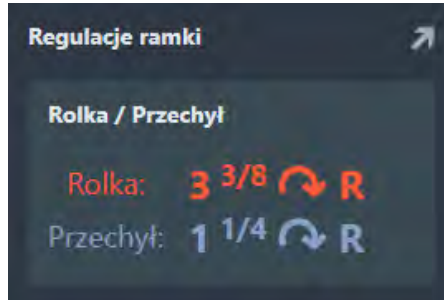 Regulacje ramki
Rolka / Przechył
Rolka: 3 3/8 R
Przechył: 1 1/4 R